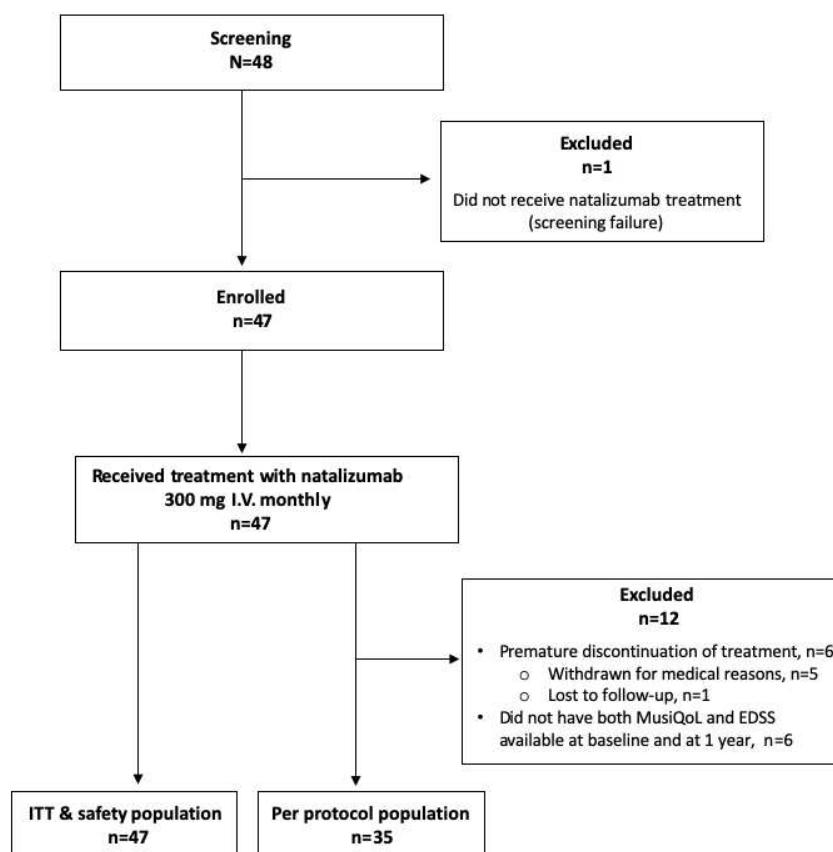 Screening
N=48
Excluded
n=1
Did not receive natalizumab treatment
(screening failure)
Enrolled
n=47
Received treatment with natalizumab
300 mg I.V. monthly
n=47
Excluded
n=12
• Premature discontinuation of treatment, n=6
o Withdrawn for medical reasons, n=5
o Lost to follow-up, n=1
• Did not have both MusiQoL and EDSS
available at baseline and at 1 year, n=6
ITT & safety population
n=47
Per protocol population
n=35